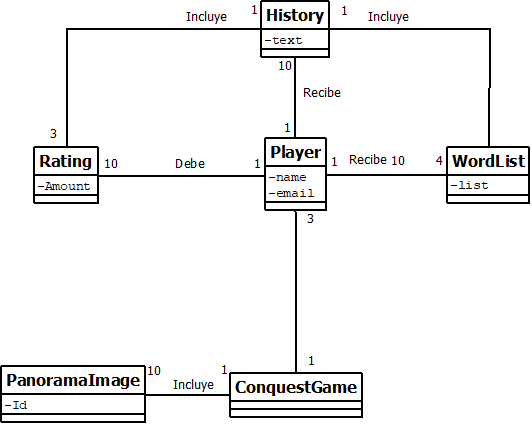 Incluye 1 History 1 Incluye
-text
10
Recibe
3 1
Rating 10 Debe 1 Player 1 Recibe 10 4 WordList
-Amount -name -list
-email
3
1
PanoramaImage 10 Incluye 1 ConquestGame
-Id